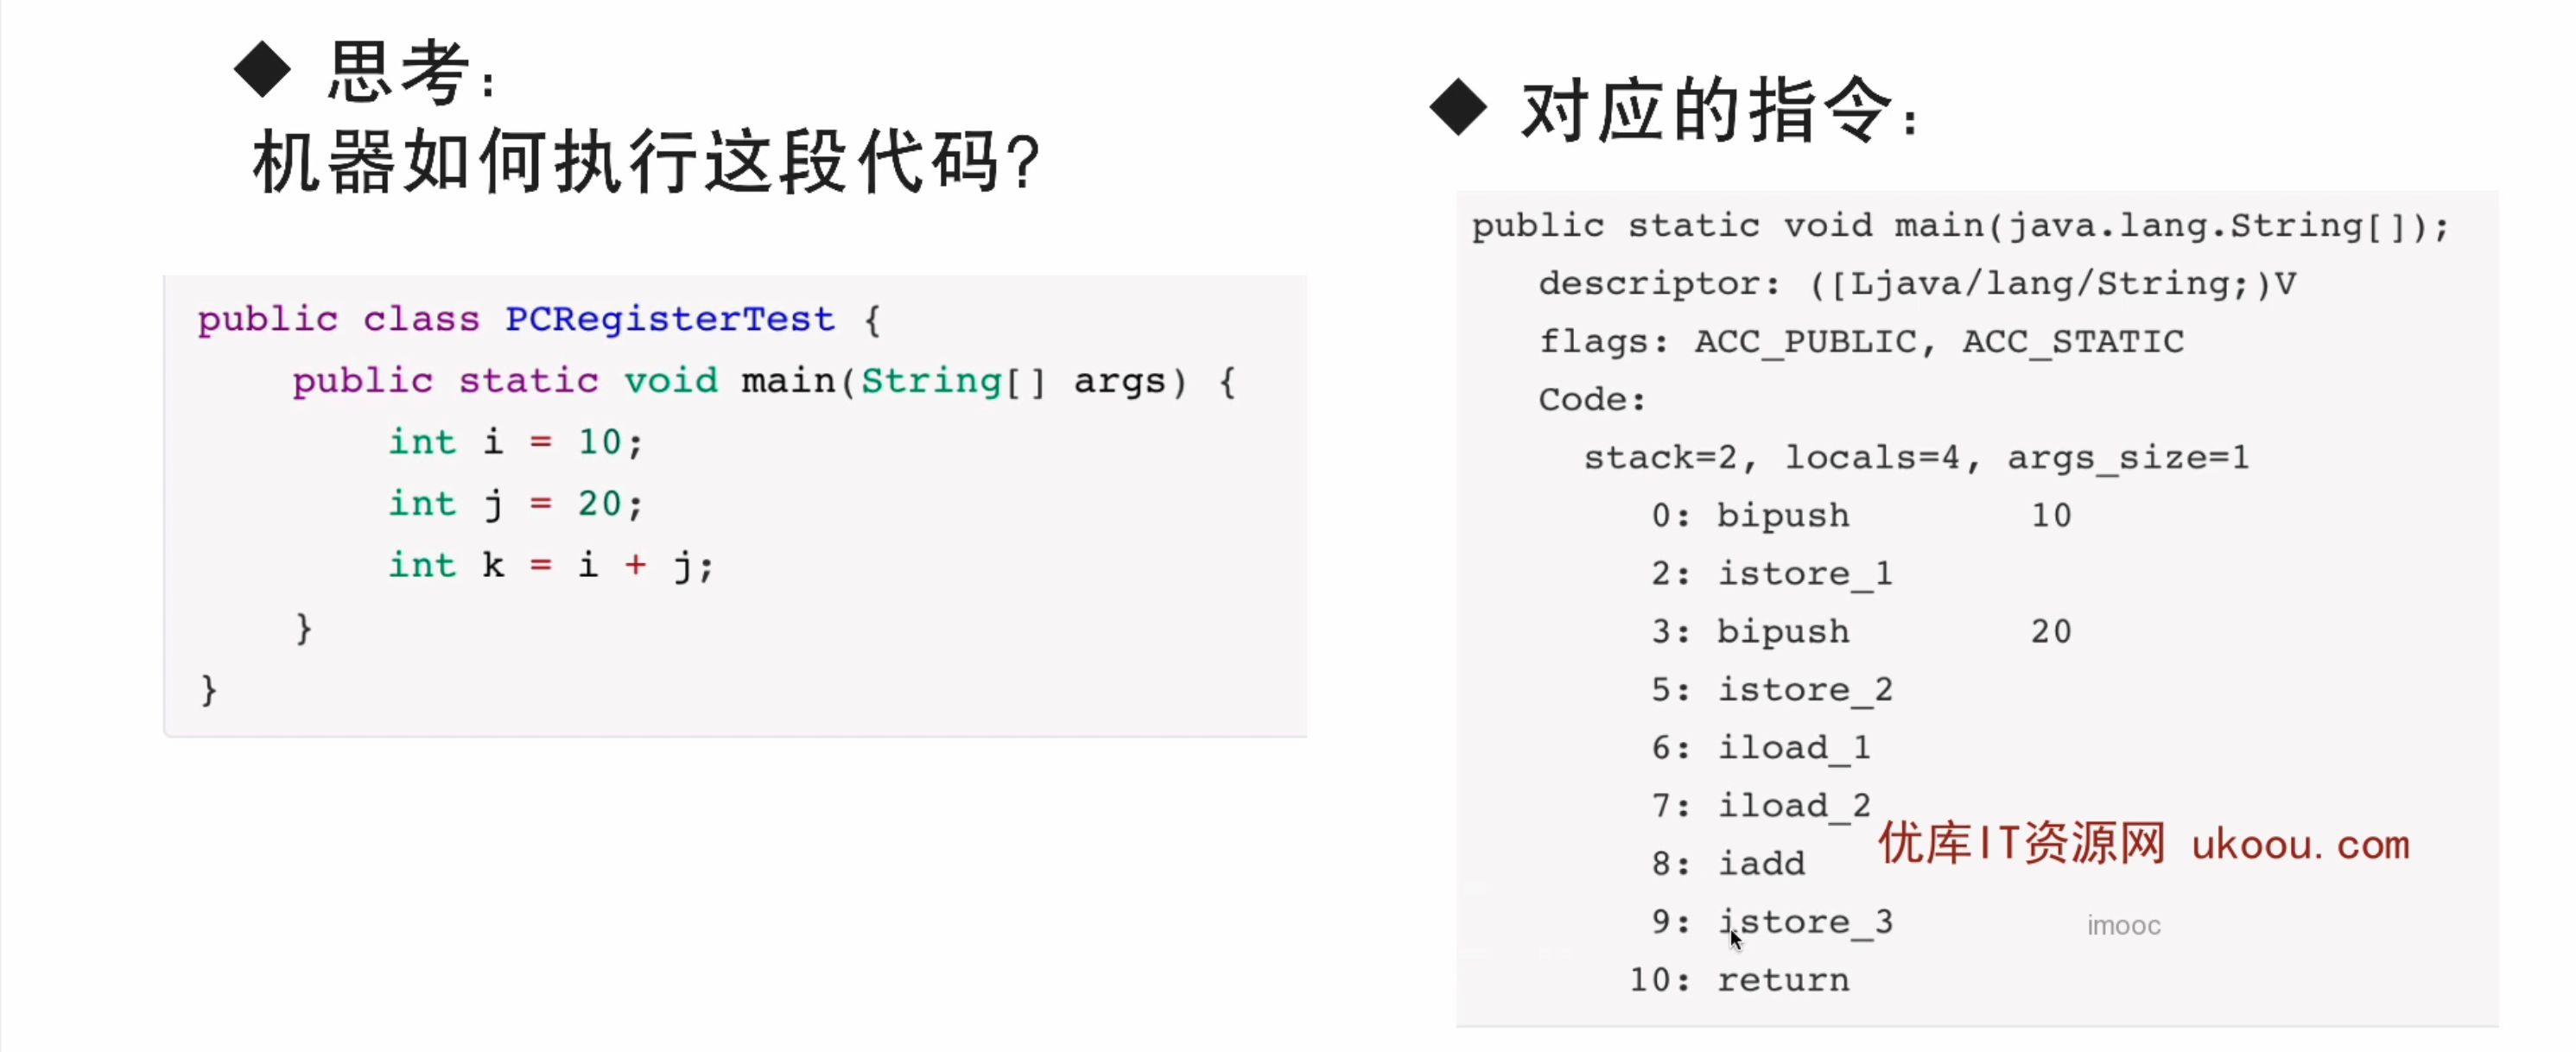 ◆ 思考：
机器如何执行这段代码？
public class PCRegisterTest {
public static void main(String[] args) {
int i = 10;
int j = 20;
int k = i + j;
}
}
◆ 对应的指令：
public static void main(java.lang.String[]);
descriptor: ([Ljava/lang/String;)V
flags: ACC_PUBLIC, ACC_STATIC
Code:
stack=2, locals=4, args_size=1
0: bipush 10
2: istore_1
3: bipush 20
5: istore_2
6: iload_1
7: iload_2
优库IT资源网 ukoou.com
8: iadd
9: istore_3
imooc
10: return